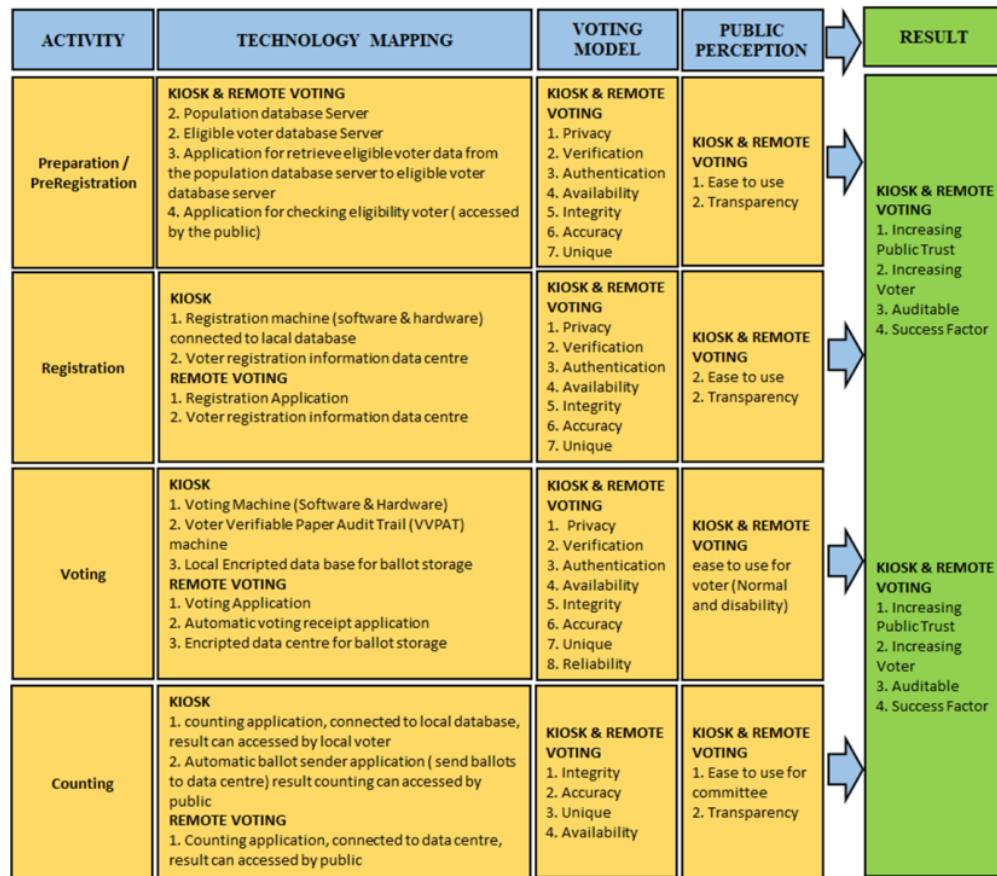 ACTIVITY
TECHNOLOGY MAPPING
VOTING
MODEL
PUBLIC
PERCEPTION
RESULT
Preparation /
PreRegistration
KIOSK & REMOTE VOTING
2. Population database Server
2. Eligible voter database Server
3. Application for retrieve eligible voter data from
the population database server to eligible voter
database server
4. Application for checking eligibility voter ( accessed
by the public)
KIOSK & REMOTE
VOTING
1. Privacy
2. Verification
3. Authentication
4. Availability
5. Integrity
6. Accuracy
7. Unique
KIOSK & REMOTE
VOTING
1. Ease to use
2. Transparency
Registration
KIOSK
1. Registration machine (software & hardware)
connected to lacal database
2. Voter registration information data centre
REMOTE VOTING
1. Registration Application
2. Voter registration information data centre
KIOSK & REMOTE
VOTING
1. Privacy
2. Verification
3. Authentication
4. Availability
5. Integrity
6. Accuracy
7. Unique
KIOSK & REMOTE
VOTING
2. Ease to use
2. Transparency
KIOSK & REMOTE
VOTING
1. Increasing
Public Trust
2. Increasing
Voter
3. Auditable
4. Success Factor
Voting
KIOSK
1. Voting Machine (Software & Hardware)
2. Voter Verifiable Paper Audit Trail (VVPAT)
machine
3. Local Encripted data base for ballot storage
REMOTE VOTING
1. Voting Application
2. Automatic voting receipt application
3. Encripted data centre for ballot storage
KIOSK & REMOTE
VOTING
1. Privacy
2. Verification
3. Authentication
4. Availability
5. Integrity
6. Accuracy
7. Unique
8. Reliability
KIOSK & REMOTE
VOTING
ease to use for
voter (Normal
and disability)
Counting
KIOSK
1. counting application, connected to local database,
result can accessed by local voter
2. Automatic ballot sender application ( send ballots
to data centre) result counting can accessed by
public
REMOTE VOTING
1. Counting application, connected to data centre,
result can accessed by public
KIOSK & REMOTE
VOTING
1. Integrity
2. Accuracy
3. Unique
4. Availability
KIOSK & REMOTE
VOTING
1. Ease to use for
committee
2. Transparency
KIOSK & REMOTE
VOTING
1. Increasing
Public Trust
2. Increasing
Voter
3. Auditable
4. Success Factor